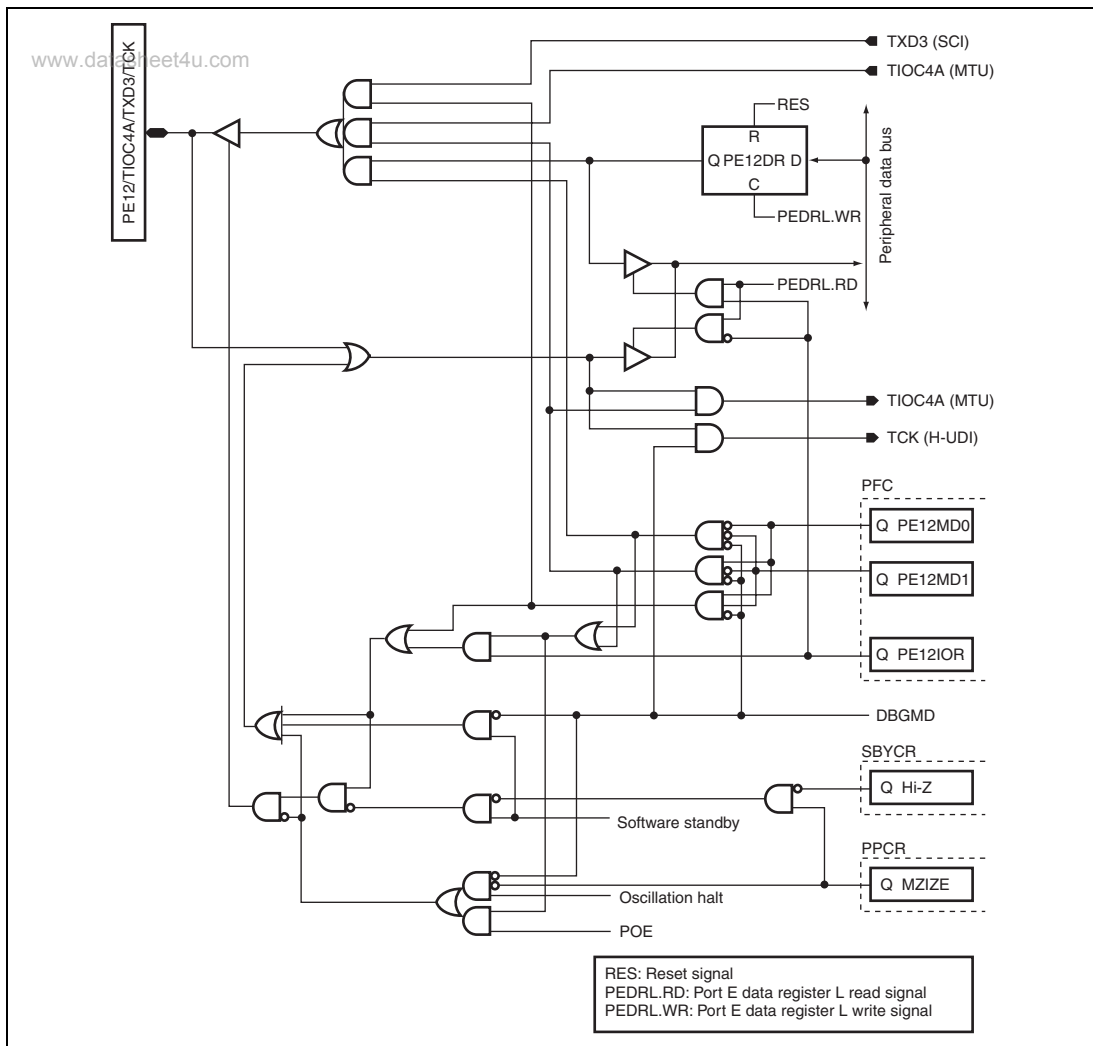 www.datasheet4u.com
PE12/TIOC4A/TXD3/TCK
TXD3 (SCI)
TIOC4A (MTU)
RES
R
Q PE12DR D
C
PEDRL.WR
Peripheral data bus
PEDRL.RD
TIOC4A (MTU)
TCK (H-UDI)
PFC
Q PE12MD0
Q PE12MD1
Q PE12IOR
DBGMD
SBYCR
Q Hi-Z
Software standby
PPCR
Q MZIZE
Oscillation halt
POE
RES: Reset signal
PEDRL.RD: Port E data register L read signal
PEDRL.WR: Port E data register L write signal